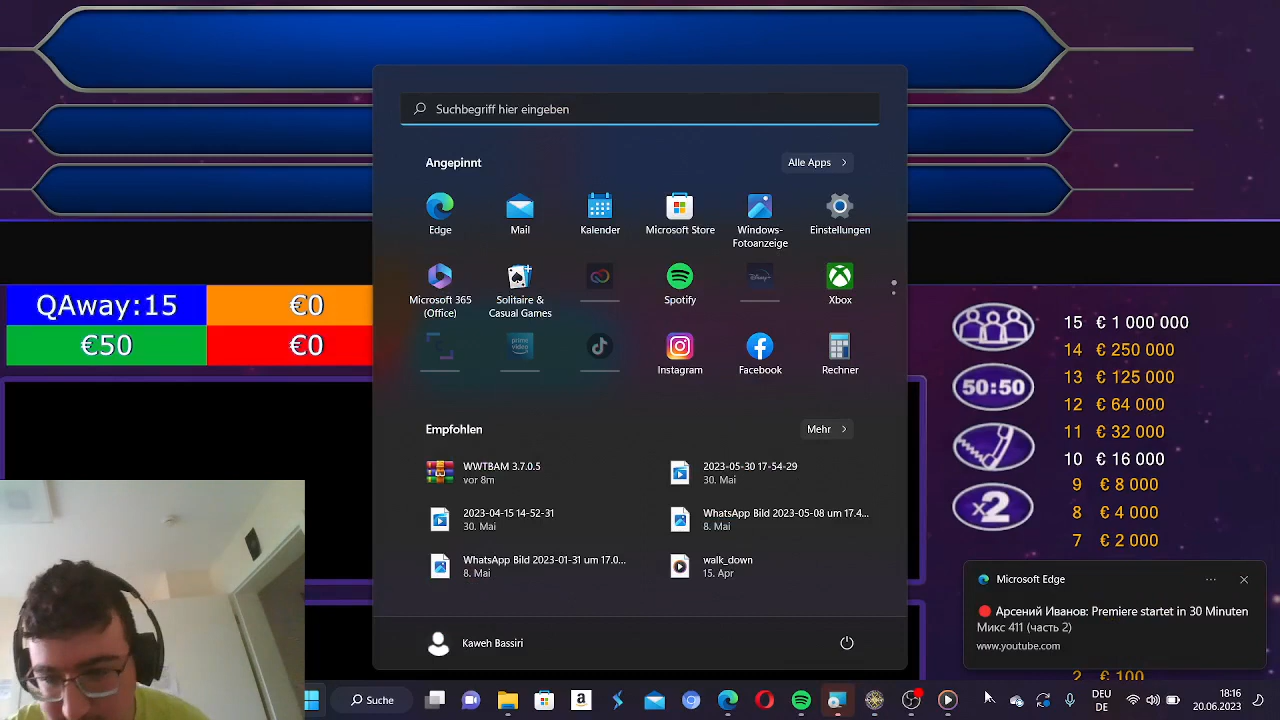 Suchbegriff hier eingeben
Angepinnt
Alle Apps
Edge
Mail
Kalender
Microsoft Store
Windows-
Fotoanzeige
Einstellungen
Microsoft 365
(Office)
Solitaire &
Casual Games
Spotify
Disney+
Xbox
prime video
Instagram
Facebook
Rechner
Empfohlen
Mehr
WWTBAM 3.7.0.5
vor 8m
2023-05-30 17-54-29
30. Mai
2023-04-15 14-52-31
30. Mai
WhatsApp Bild 2023-05-08 um 17.4...
8. Mai
WhatsApp Bild 2023-01-31 um 17.0...
8. Mai
walk_down
15. Apr
Kaweh Bassiri
QAway:15
€0
€50
€0
50:50
x2
15 € 1 000 000
14 € 250 000
13 € 125 000
12 € 64 000
11 € 32 000
10 € 16 000
9 € 8 000
8 € 4 000
7 € 2 000
2 € 100
Microsoft Edge
Арсений Иванов: Premiere startet in 30 Minuten
Микс 411 (часть 2)
www.youtube.com
Suche
DEU
DE
18:16
20.06.2023